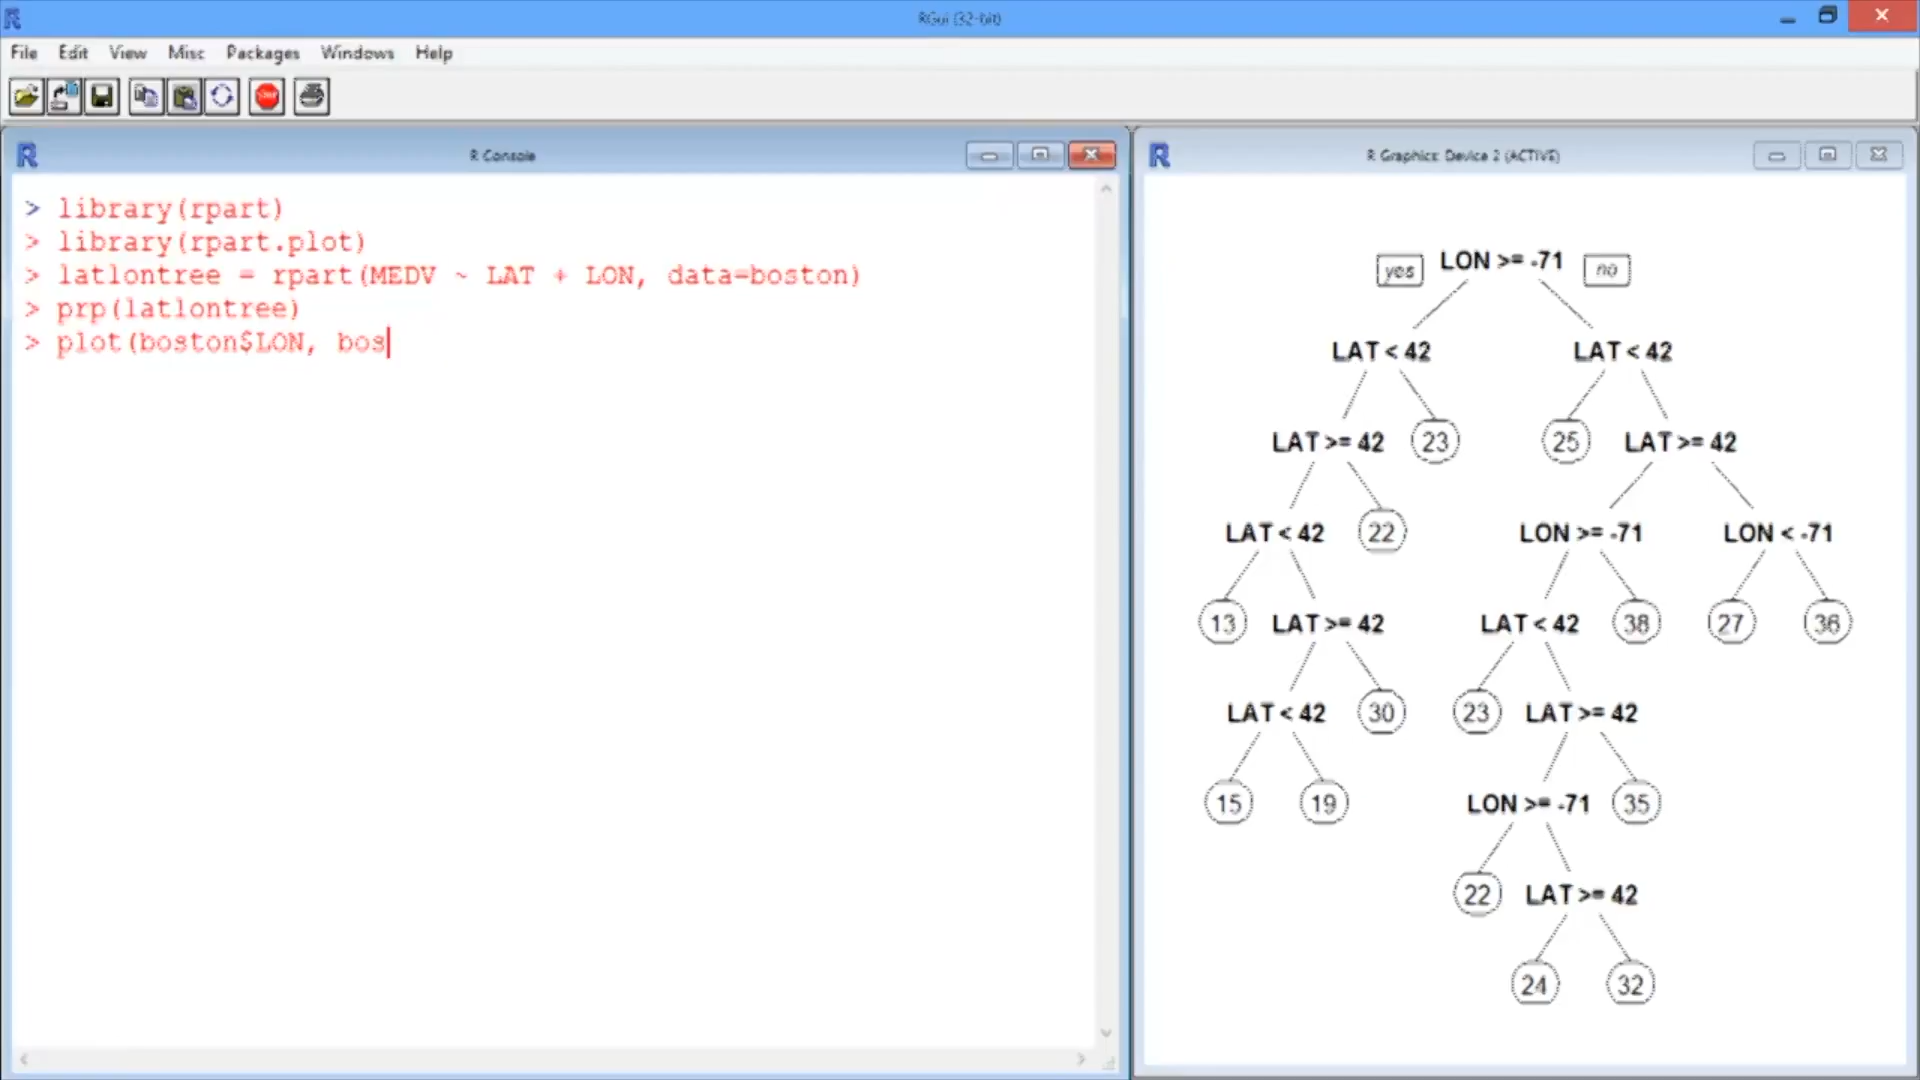 RGui (32-bit)
File Edit View Misc Packages Windows Help
STOP
R Console
> library(rpart)
> library(rpart.plot)
> latlontree = rpart(MEDV ~ LAT + LON, data=boston)
> prp(latlontree)
> plot(boston$LON, bos
R Graphics: Device 2 (ACTIVE)
yes LON >= -71 no
LAT < 42 LAT < 42
LAT >= 42 23 25 LAT >= 42
LAT < 42 22 LON >= -71 LON < -71
13 LAT >= 42 LAT < 42 38 27 36
LAT < 42 30 23 LAT >= 42
15 19 LON >= -71 35
22 LAT >= 42
24 32